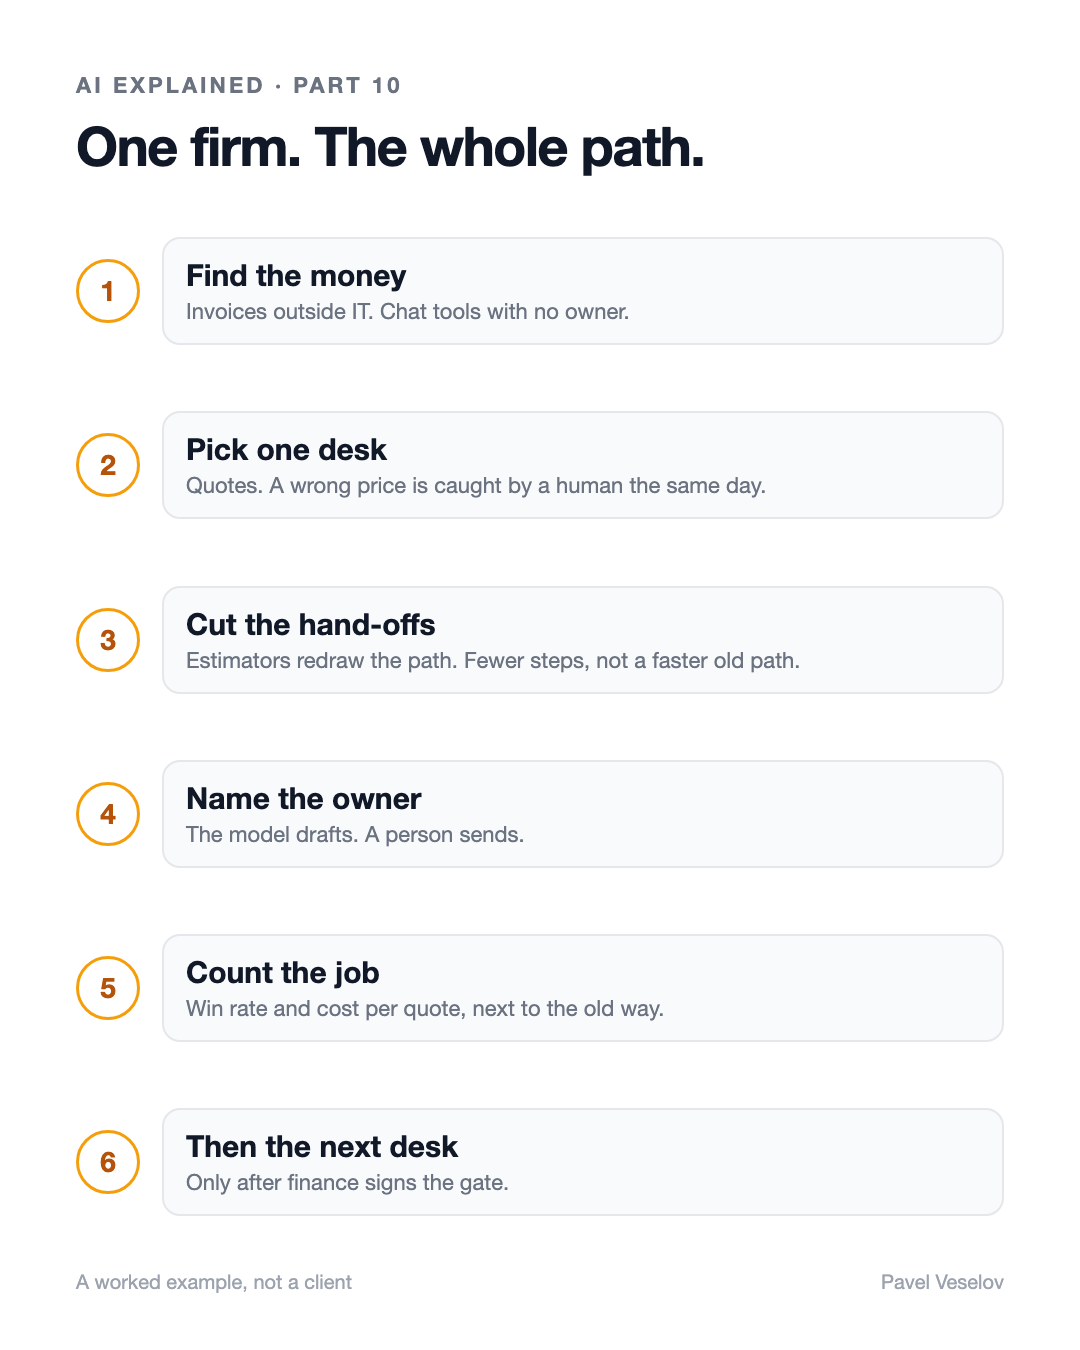 AI EXPLAINED · PART 10
One firm. The whole path.
1
Find the money
Invoices outside IT. Chat tools with no owner.
2
Pick one desk
Quotes. A wrong price is caught by a human the same day.
3
Cut the hand-offs
Estimators redraw the path. Fewer steps, not a faster old path.
4
Name the owner
The model drafts. A person sends.
5
Count the job
Win rate and cost per quote, next to the old way.
6
Then the next desk
Only after finance signs the gate.
A worked example, not a client
Pavel Veselov